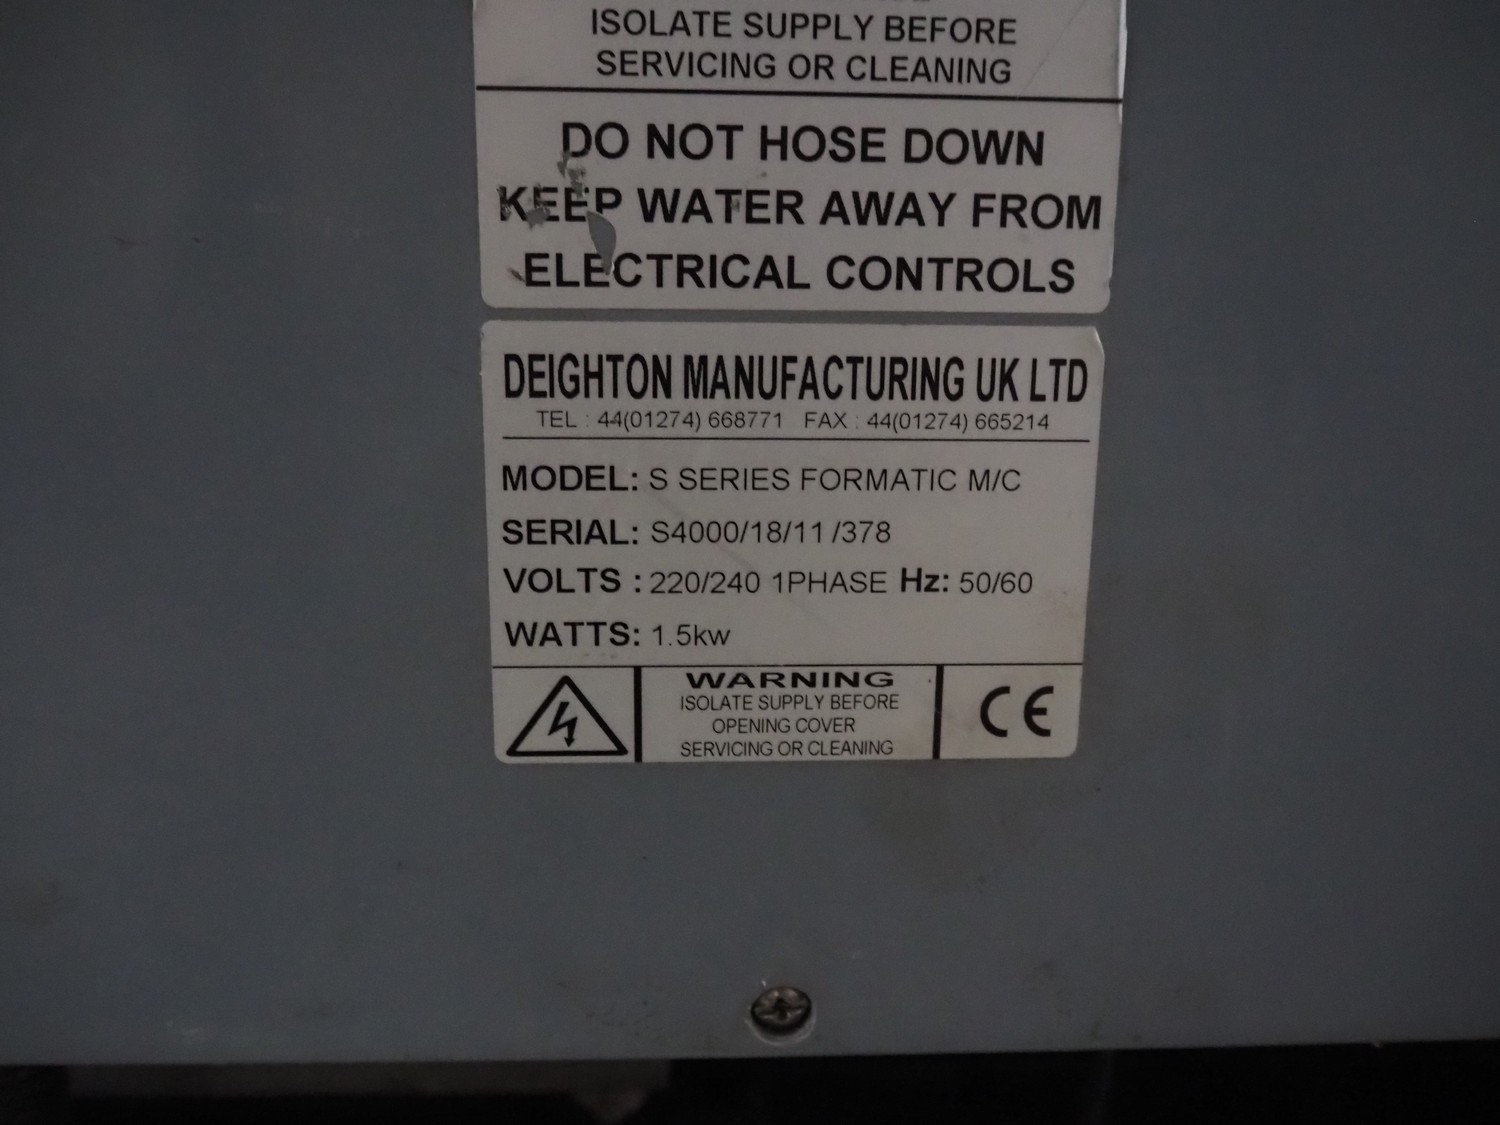 ISOLATE SUPPLY BEFORE
SERVICING OR CLEANING
DO NOT HOSE DOWN
KEEP WATER AWAY FROM
ELECTRICAL CONTROLS
DEIGHTON MANUFACTURING UK LTD
TEL : 44(01274) 668771 FAX : 44(01274) 665214
MODEL: S SERIES FORMATIC M/C
SERIAL: S4000/18/11 /378
VOLTS : 220/240 1PHASE Hz: 50/60
WATTS: 1.5kw
WARNING
ISOLATE SUPPLY BEFORE
OPENING COVER
SERVICING OR CLEANING
CE